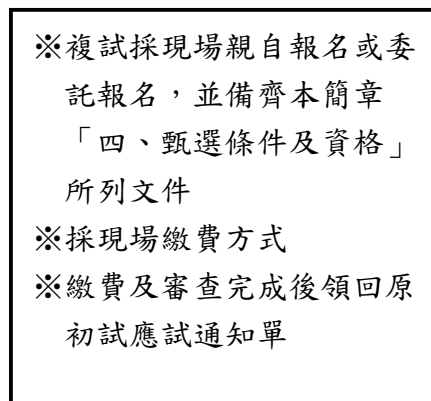 ※複試採現場親自報名或委
託報名，並備齊本簡章
「四、甄選條件及資格」
所列文件
※採現場繳費方式
※繳費及審查完成後領回原
初試應試通知單